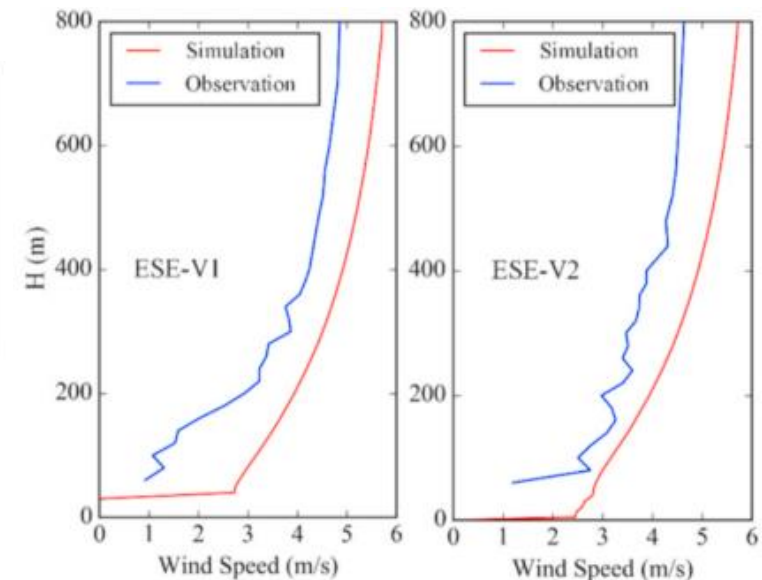 800
600
400
200
0
H (m)
Simulation
Observation
ESE-V1
0 1 2 3 4 5 6
Wind Speed (m/s)
800
600
400
200
0
Simulation
Observation
ESE-V2
0 1 2 3 4 5 6
Wind Speed (m/s)